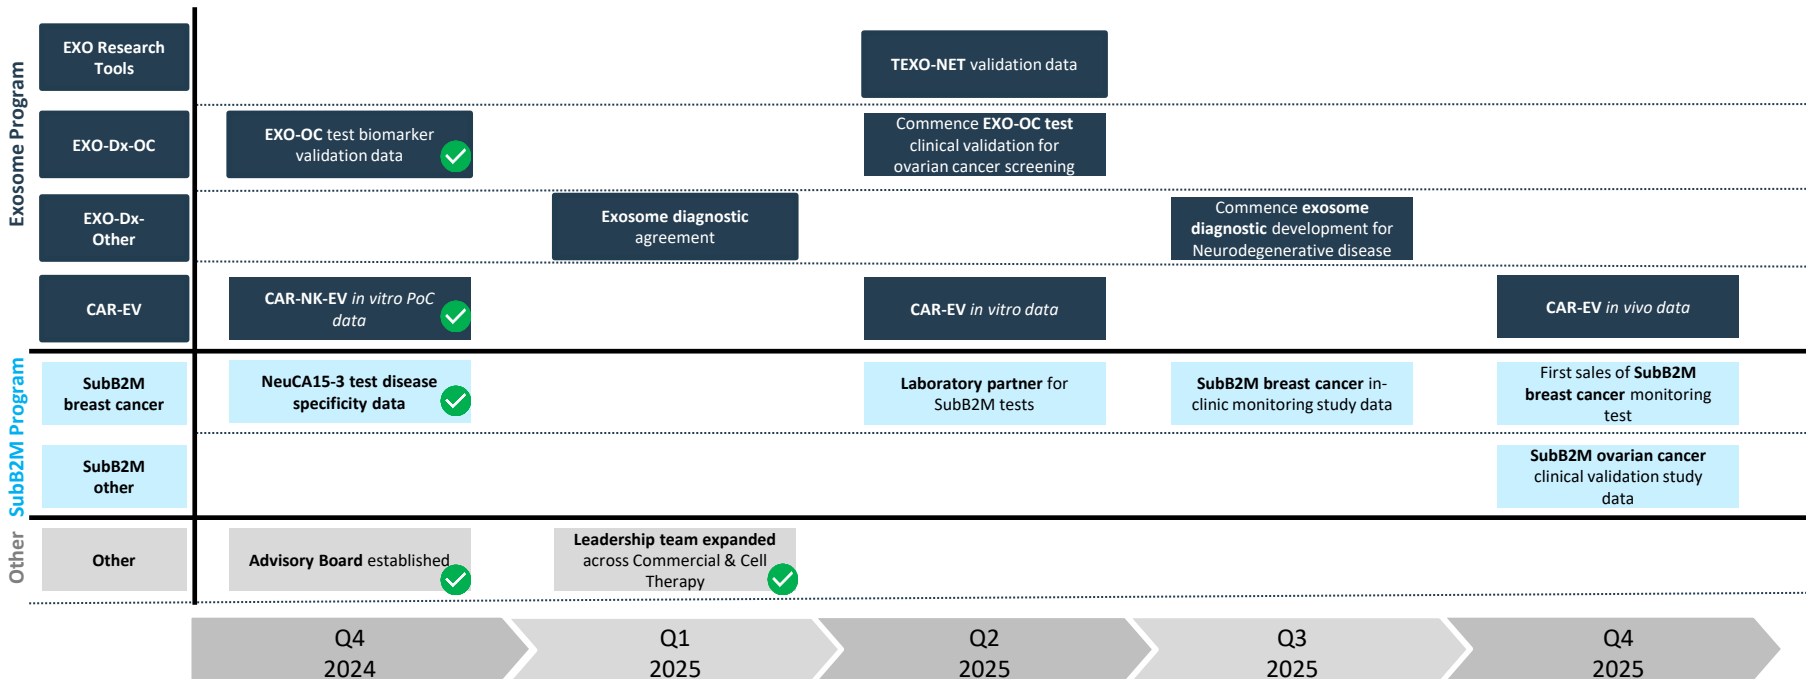 Exosome Program
EXO Research
Tools
TEXO-NET validation data
EXO-Dx-OC
EXO-OC test biomarker
validation data
Commence EXO-OC test
clinical validation for
ovarian cancer screening
EXO-Dx-
Other
Exosome diagnostic
agreement
Commence exosome
diagnostic development for
Neurodegenerative disease
CAR-EV
CAR-NK-EV in vitro PoC
data
CAR-EV in vitro data
CAR-EV in vivo data
SubB2M Program
SubB2M
breast cancer
NeuCA15-3 test disease
specificity data
Laboratory partner for
SubB2M tests
SubB2M breast cancer in-
clinic monitoring study data
First sales of SubB2M
breast cancer monitoring
test
SubB2M
other
SubB2M ovarian cancer
clinical validation study
data
Other
Other
Advisory Board established
Leadership team expanded
across Commercial & Cell
Therapy
Q4
2024
Q1
2025
Q2
2025
Q3
2025
Q4
2025